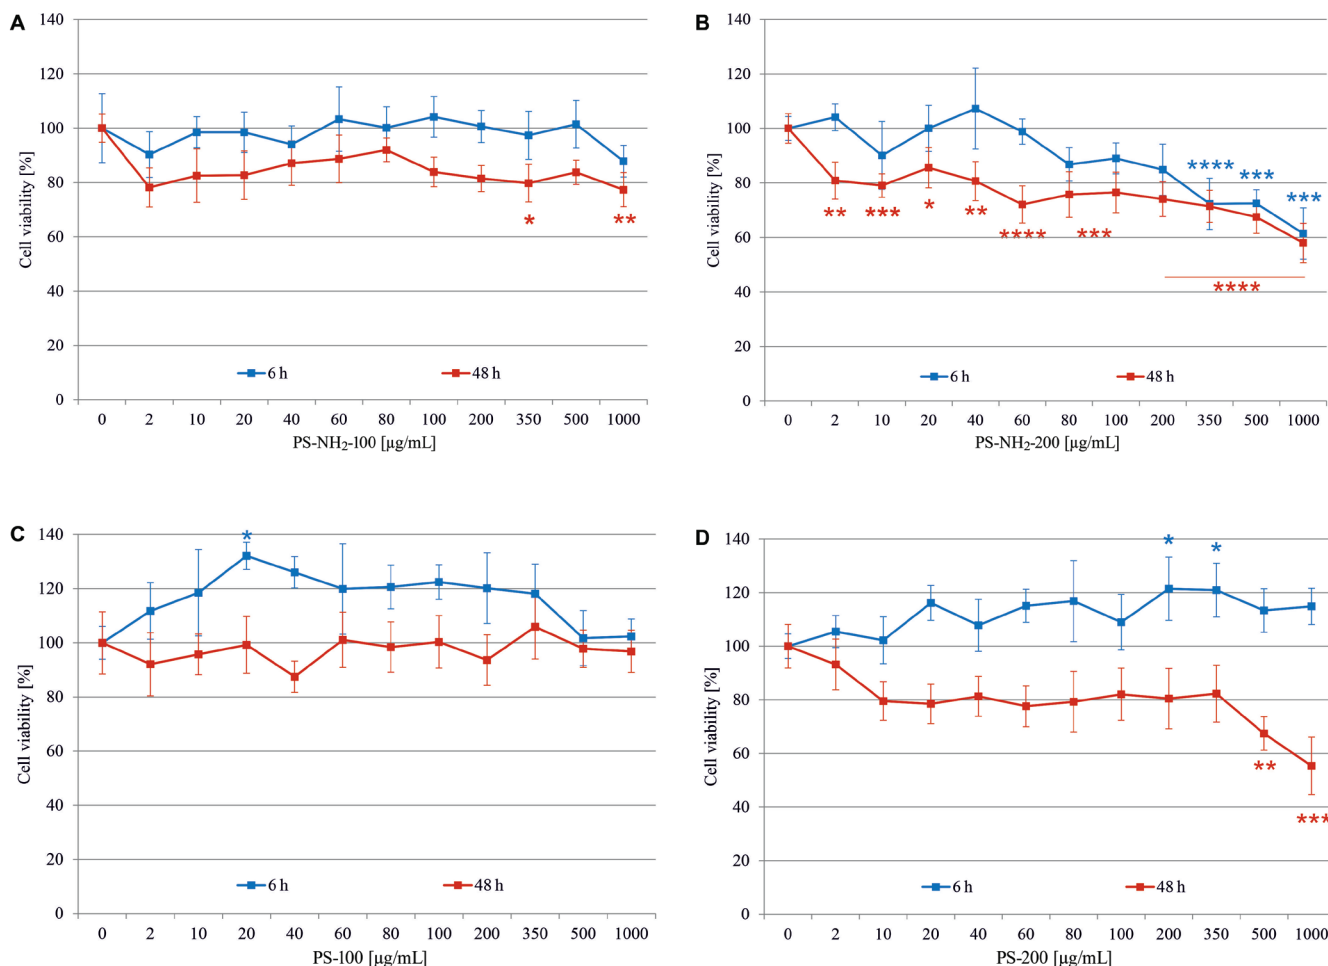 A
140
120
100
80
60
40
20
0
Cell viability [%]
*
**
6 h
48 h
0 2 10 20 40 60 80 100 200 350 500 1000
PS-NH₂-100 [µg/mL]
B
140
120
100
80
60
40
20
0
Cell viability [%]
**** *** ***
** *** * ** **** *** ****
6 h
48 h
0 2 10 20 40 60 80 100 200 350 500 1000
PS-NH₂-200 [µg/mL]
C
140
120
100
80
60
40
20
0
Cell viability [%]
*
6 h
48 h
0 2 10 20 40 60 80 100 200 350 500 1000
PS-100 [µg/mL]
D
140
120
100
80
60
40
20
0
Cell viability [%]
* *
**
***
6 h
48 h
0 2 10 20 40 60 80 100 200 350 500 1000
PS-200 [µg/mL]